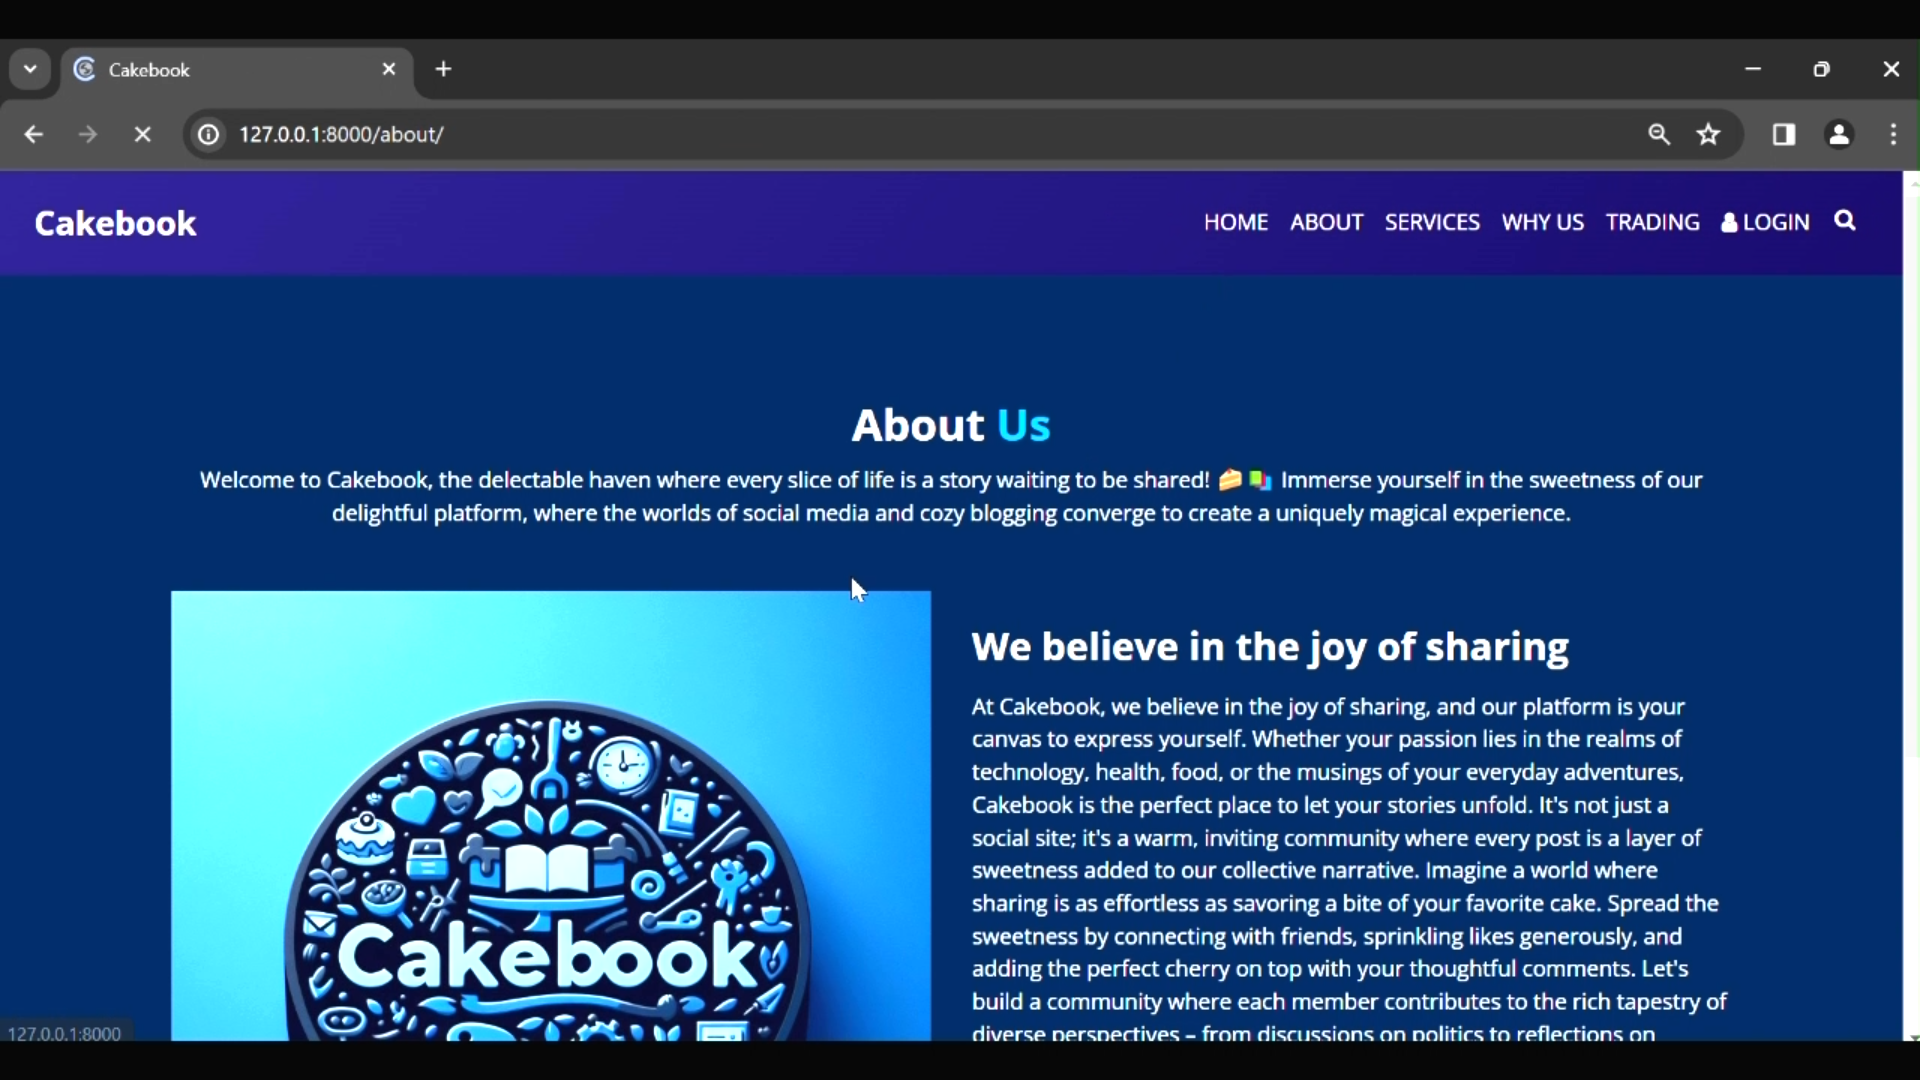 Cakebook
127.0.0.1:8000/about/
Cakebook
HOME ABOUT SERVICES WHY US TRADING LOGIN
About Us
Welcome to Cakebook, the delectable haven where every slice of life is a story waiting to be shared! 🍰📚 Immerse yourself in the sweetness of our
delightful platform, where the worlds of social media and cozy blogging converge to create a uniquely magical experience.
We believe in the joy of sharing
At Cakebook, we believe in the joy of sharing, and our platform is your
canvas to express yourself. Whether your passion lies in the realms of
technology, health, food, or the musings of your everyday adventures,
Cakebook is the perfect place to let your stories unfold. It's not just a
social site; it's a warm, inviting community where every post is a layer of
sweetness added to our collective narrative. Imagine a world where
sharing is as effortless as savoring a bite of your favorite cake. Spread the
sweetness by connecting with friends, sprinkling likes generously, and
adding the perfect cherry on top with your thoughtful comments. Let's
build a community where each member contributes to the rich tapestry of
diverse perspectives – from discussions on politics to reflections on
Cakebook
127.0.0.1:8000